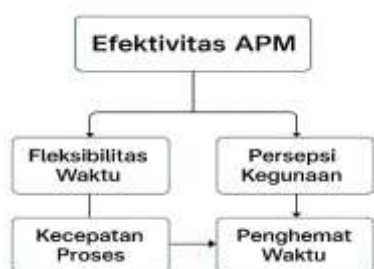 Efektivitas APM
Fleksibilitas
Waktu
Persepsi
Kegunaan
Kecepatan
Proses
Penghemat
Waktu